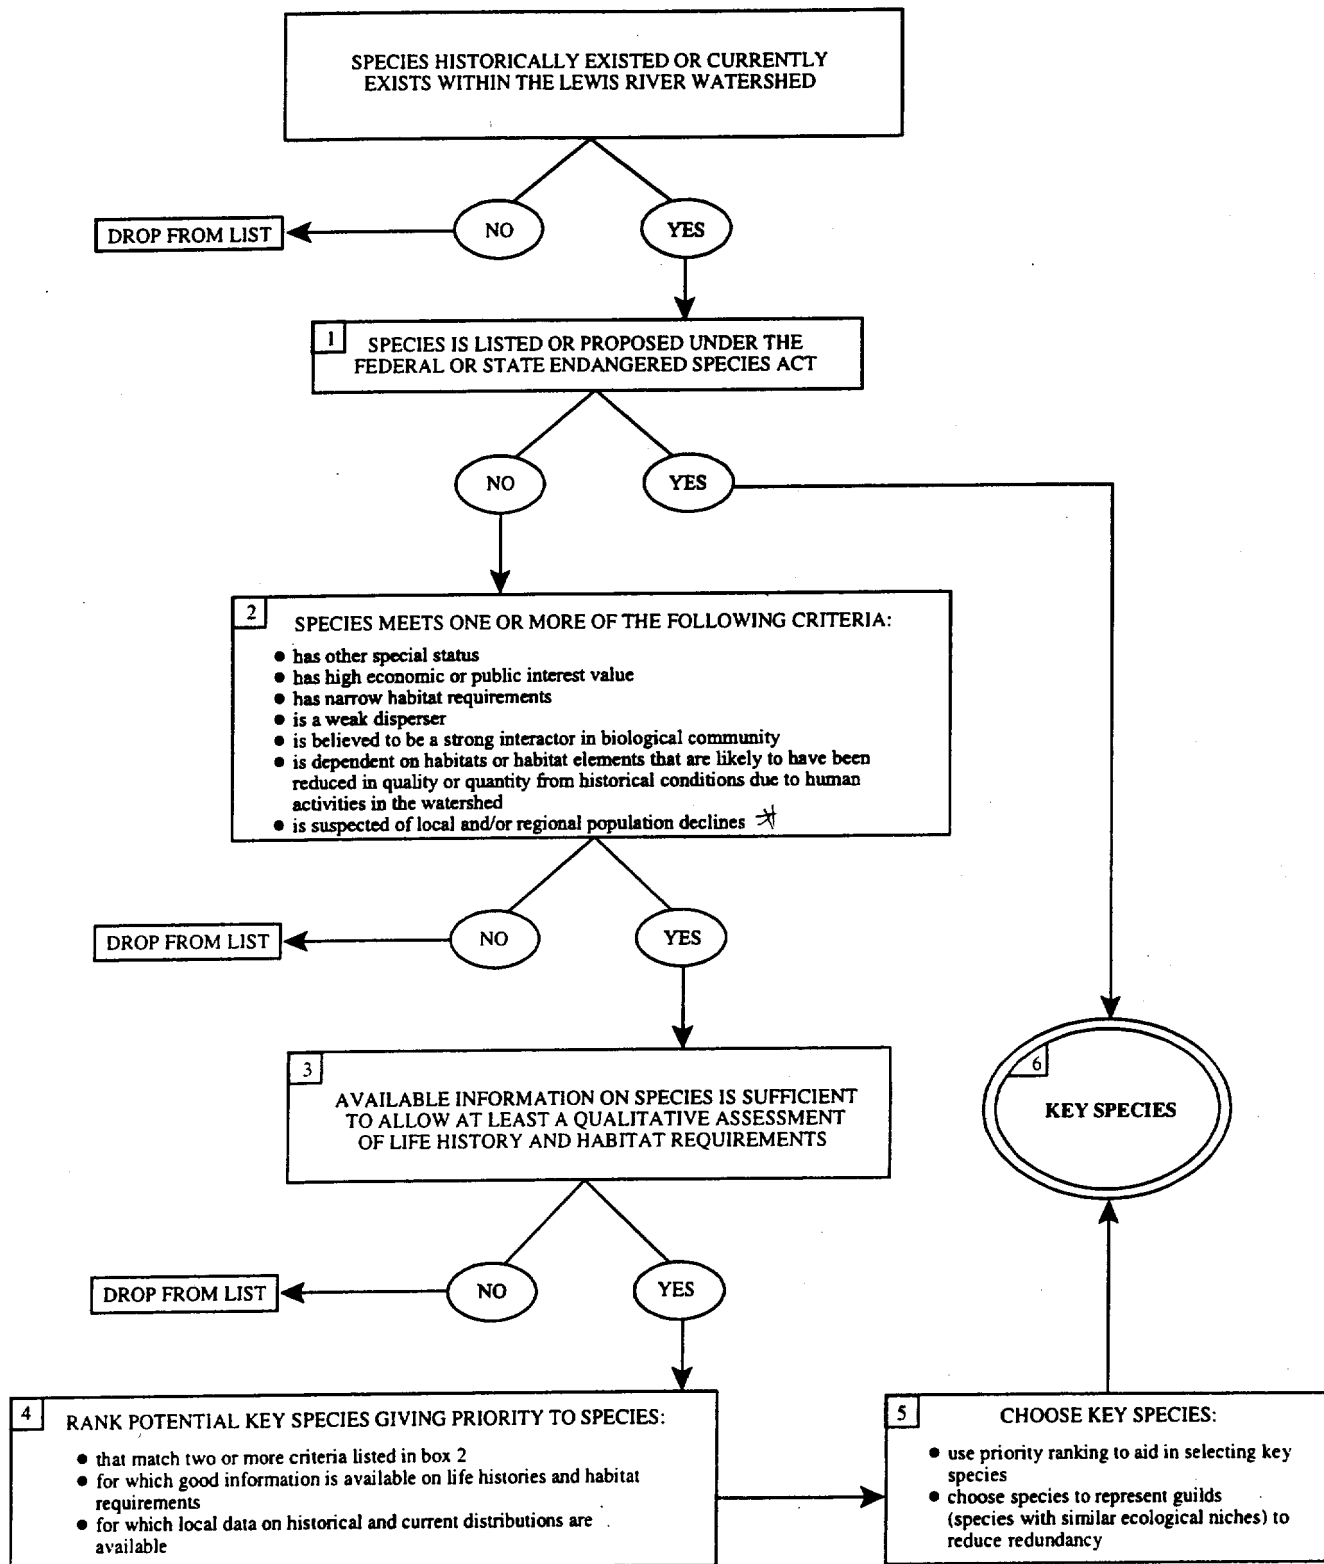 SPECIES HISTORICALLY EXISTED OR CURRENTLY
EXISTS WITHIN THE LEWIS RIVER WATERSHED
DROP FROM LIST
NO
YES
1
SPECIES IS LISTED OR PROPOSED UNDER THE
FEDERAL OR STATE ENDANGERED SPECIES ACT
NO
YES
2
SPECIES MEETS ONE OR MORE OF THE FOLLOWING CRITERIA:
● has other special status
● has high economic or public interest value
● has narrow habitat requirements
● is a weak disperser
● is believed to be a strong interactor in biological community
● is dependent on habitats or habitat elements that are likely to have been
reduced in quality or quantity from historical conditions due to human
activities in the watershed
● is suspected of local and/or regional population declines *
DROP FROM LIST
NO
YES
3
AVAILABLE INFORMATION ON SPECIES IS SUFFICIENT
TO ALLOW AT LEAST A QUALITATIVE ASSESSMENT
OF LIFE HISTORY AND HABITAT REQUIREMENTS
6
KEY SPECIES
DROP FROM LIST
NO
YES
4
RANK POTENTIAL KEY SPECIES GIVING PRIORITY TO SPECIES:
● that match two or more criteria listed in box 2
● for which good information is available on life histories and habitat
requirements
● for which local data on historical and current distributions are
available
5
CHOOSE KEY SPECIES:
● use priority ranking to aid in selecting key
species
● choose species to represent guilds
(species with similar ecological niches) to
reduce redundancy